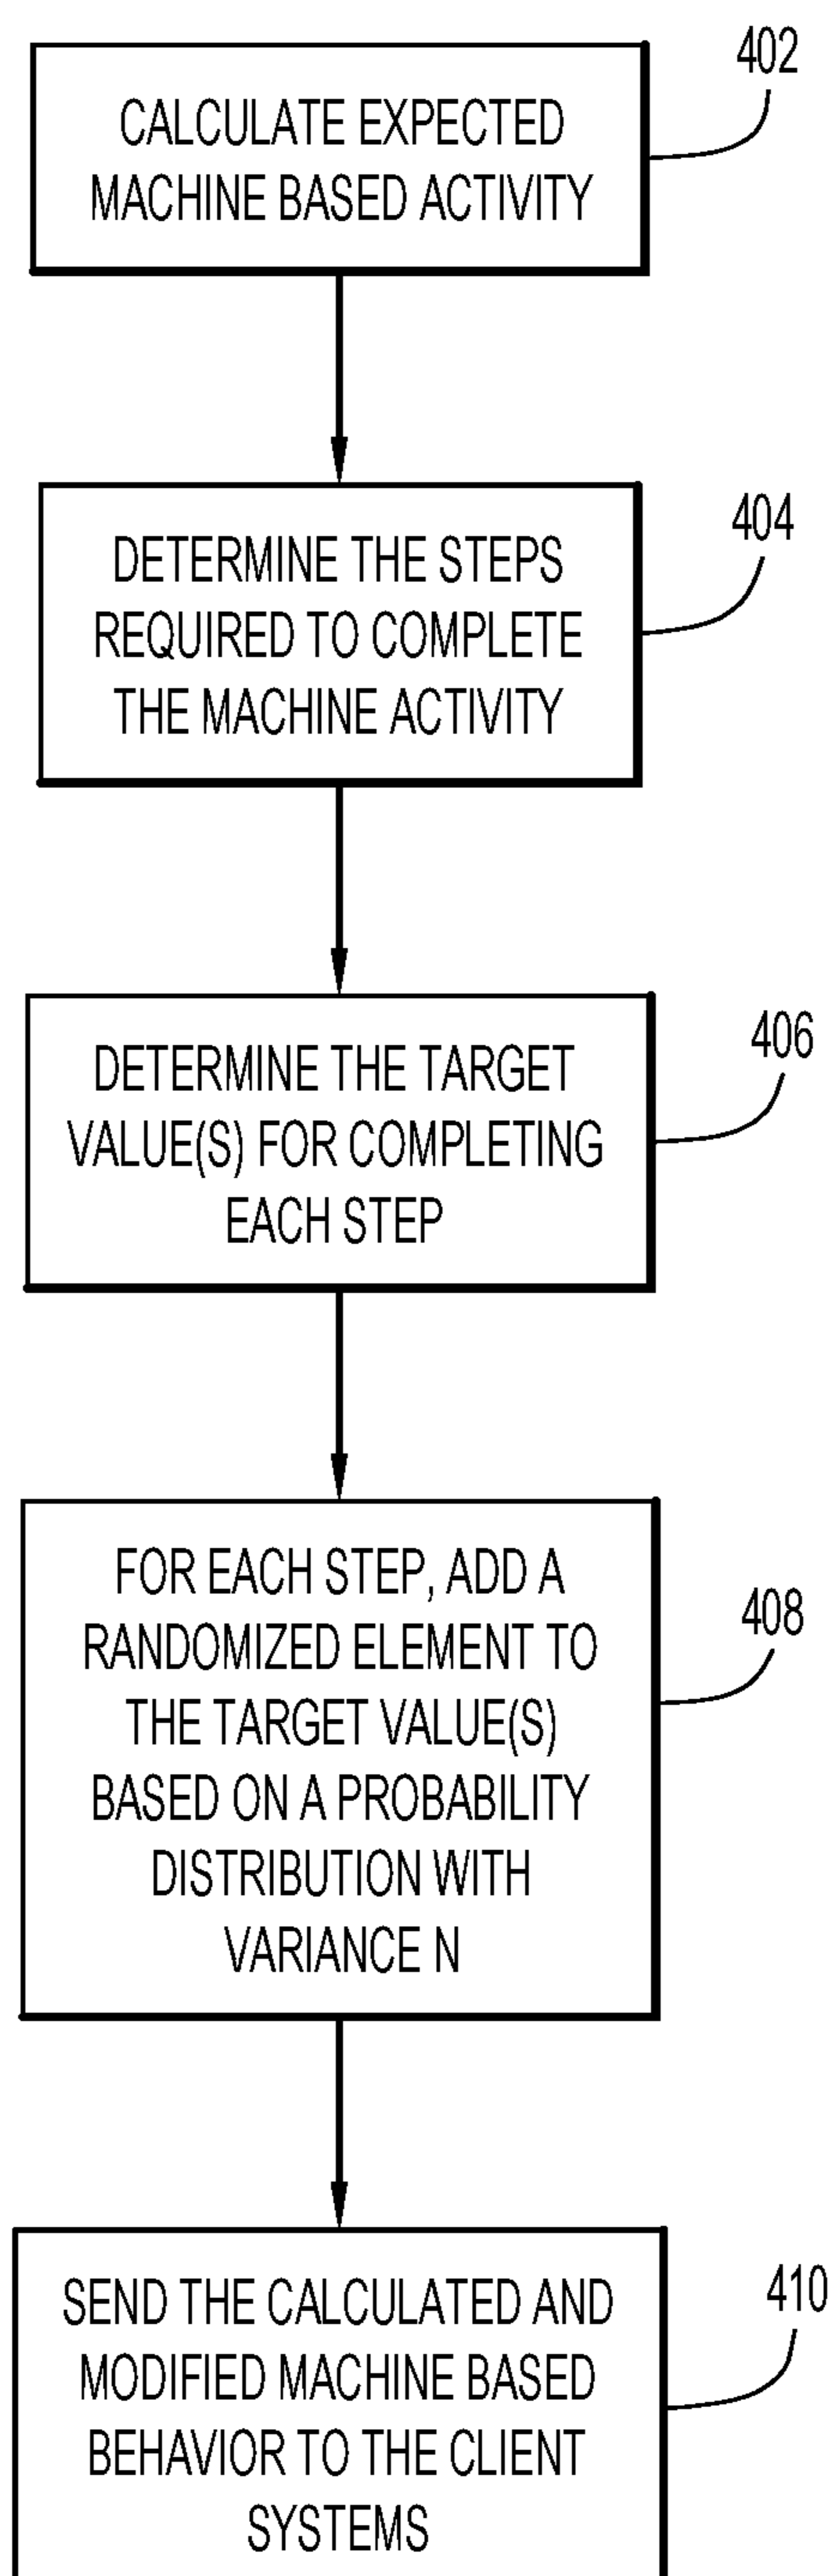 402
CALCULATE EXPECTED
MACHINE BASED ACTIVITY
404
DETERMINE THE STEPS
REQUIRED TO COMPLETE
THE MACHINE ACTIVITY
406
DETERMINE THE TARGET
VALUE(S) FOR COMPLETING
EACH STEP
408
FOR EACH STEP, ADD A
RANDOMIZED ELEMENT TO
THE TARGET VALUE(S)
BASED ON A PROBABILITY
DISTRIBUTION WITH
VARIANCE N
410
SEND THE CALCULATED AND
MODIFIED MACHINE BASED
BEHAVIOR TO THE CLIENT
SYSTEMS